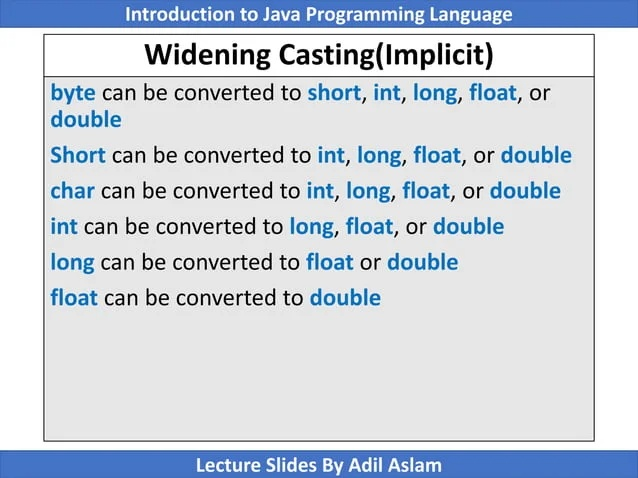 Introduction to Java Programming Language
Widening Casting(Implicit)
byte can be converted to short, int, long, float, or
double
Short can be converted to int, long, float, or double
char can be converted to int, long, float, or double
int can be converted to long, float, or double
long can be converted to float or double
float can be converted to double
Lecture Slides By Adil Aslam